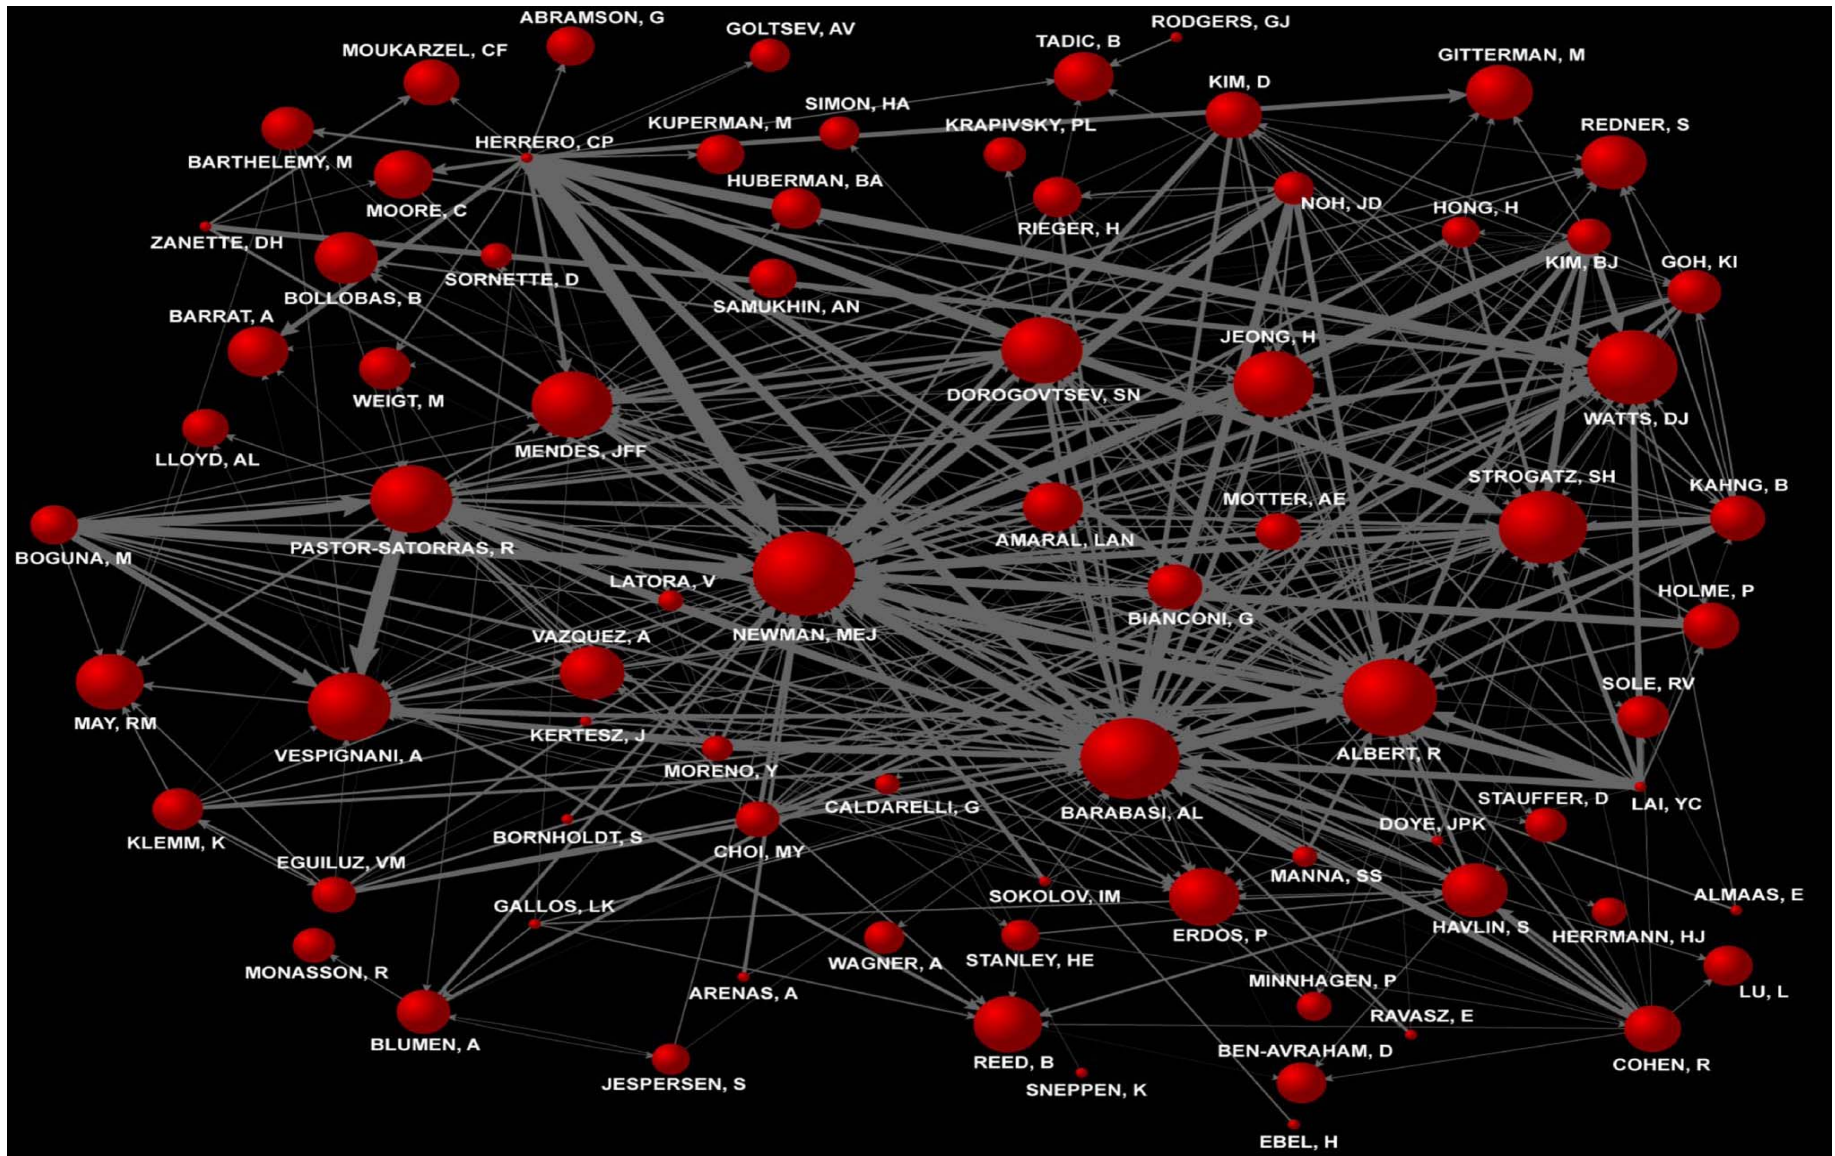 ABRAMSON, G
RODGERS, GJ
GOLTSEV, AV
TADIC, B
MOUKARZEL, CF
GITTERMAN, M
KIM, D
SIMON, HA
KUPERMAN, M
KRAPIVSKY, PL
REDNER, S
HERRERO, CP
BARTHELEMY, M
HUBERMAN, BA
NOH, JD
HONG, H
MOORE, C
RIEGER, H
ZANETTE, DH
KIM, BJ
GOH, KI
SORNETTE, D
BOLLOBAS, B
SAMUKHIN, AN
BARRAT, A
JEONG, H
DOROGOVTSEV, SN
WEIGT, M
WATTS, DJ
MENDES, JFF
LLOYD, AL
STROGATZ, SH
KAHNG, B
MOTTER, AE
AMARAL, LAN
PASTOR-SATORRAS, R
BOGUNA, M
LATORA, V
HOLME, P
BIANCONI, G
VAZQUEZ, A
NEWMAN, MEJ
SOLE, RV
MAY, RM
KERTESZ, J
VESPIGNANI, A
ALBERT, R
MORENO, Y
STAUFFER, D
LAI, YC
CALDARELLI, G
BARABASI, AL
DOYE, JPK
BORNHOLDT, S
KLEMM, K
CHOI, MY
EGUILUZ, VM
MANNA, SS
SOKOLOV, IM
ALMAAS, E
GALLOS, LK
HAVLIN, S
ERDOS, P
HERRMANN, HJ
STANLEY, HE
WAGNER, A
MONASSON, R
MINNHAGEN, P
ARENAS, A
LU, L
RAVASZ, E
BLUMEN, A
BEN-AVRAHAM, D
REED, B
COHEN, R
JESPERSEN, S
SNEPPEN, K
EBEL, H